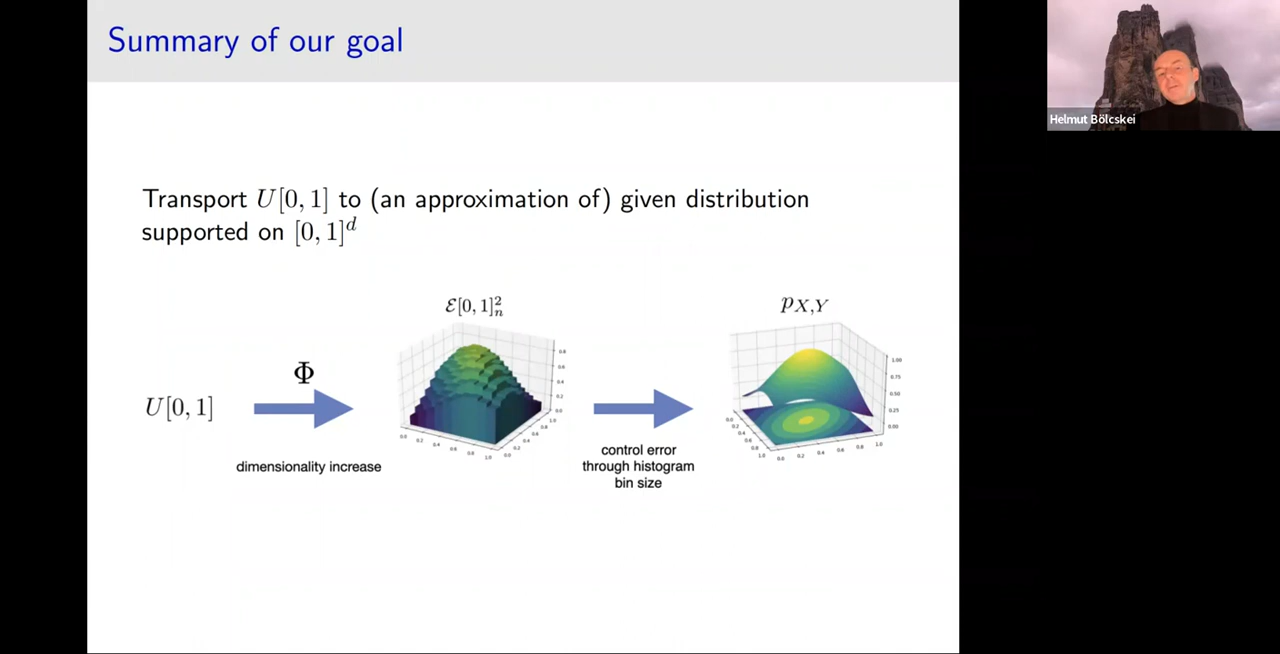 Summary of our goal
Helmut Bölcskei
Transport U[0, 1] to (an approximation of) given distribution
supported on [0, 1]^d
ℰ[0, 1]²ₙ
p_{X,Y}
Φ
U[0, 1]
dimensionality increase
control error
through histogram
bin size